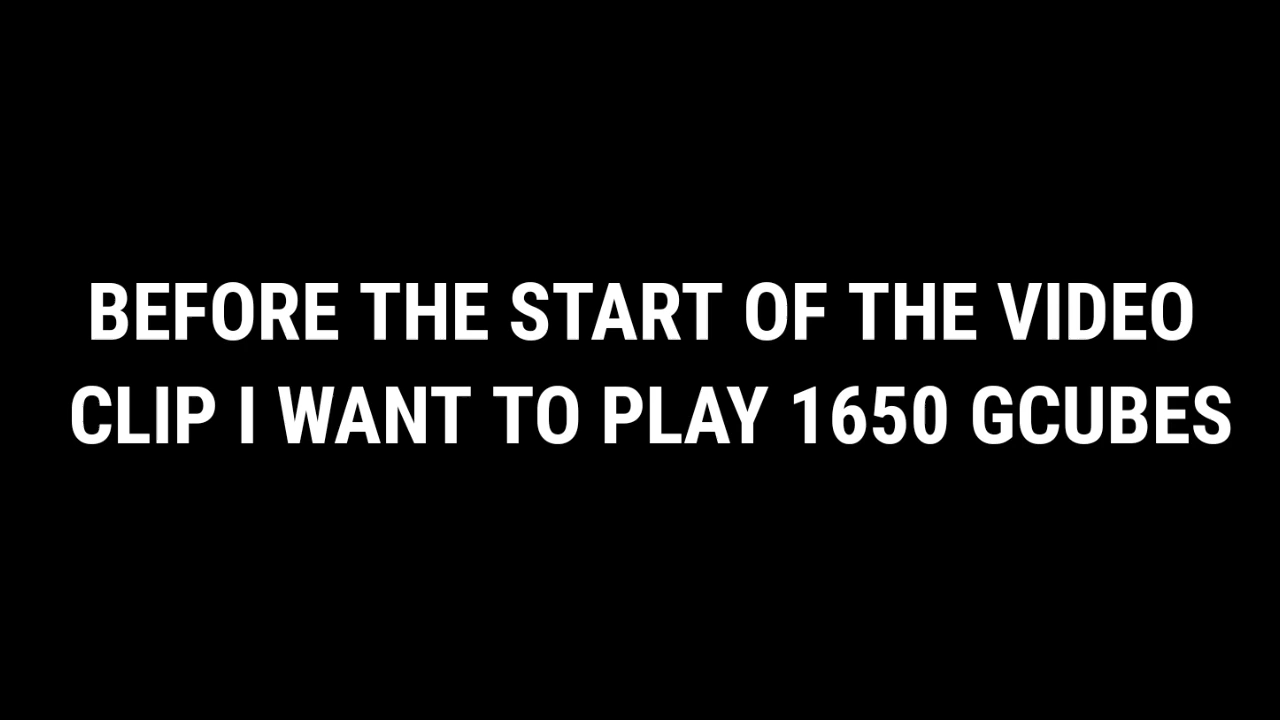 BEFORE THE START OF THE VIDEO
CLIP I WANT TO PLAY 1650 GCUBES